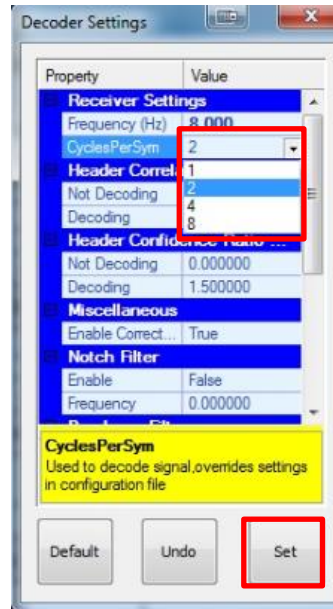 Decoder Settings
x
Property Value
Receiver Settings
Frequency (Hz) 8.000
CyclesPerSym 2
1
Header Correl
2
Not Decoding
4
Decoding
8
Header Confidence Ratio ...
Not Decoding 0.000000
Decoding 1.500000
Miscellaneous
Enable Correct... True
Notch Filter
Enable False
Frequency 0.000000
CyclesPerSym
Used to decode signal,overrides settings
in configuration file
Default Undo Set